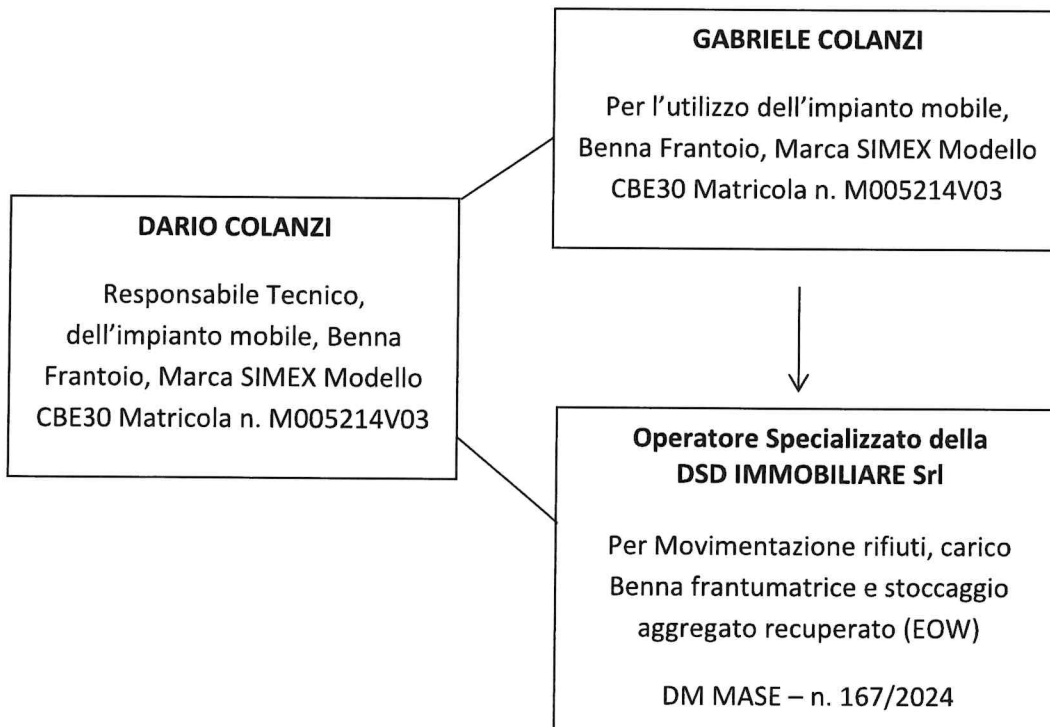 GABRIELE COLANZI
Per l'utilizzo dell'impianto mobile,
Benna Frantoio, Marca SIMEX Modello
CBE30 Matricola n. M005214V03
DARIO COLANZI
Responsabile Tecnico,
dell'impianto mobile, Benna
Frantoio, Marca SIMEX Modello
CBE30 Matricola n. M005214V03
Operatore Specializzato della
DSD IMMOBILIARE Srl
Per Movimentazione rifiuti, carico
Benna frantumatrice e stoccaggio
aggregato recuperato (EOW)
DM MASE – n. 167/2024